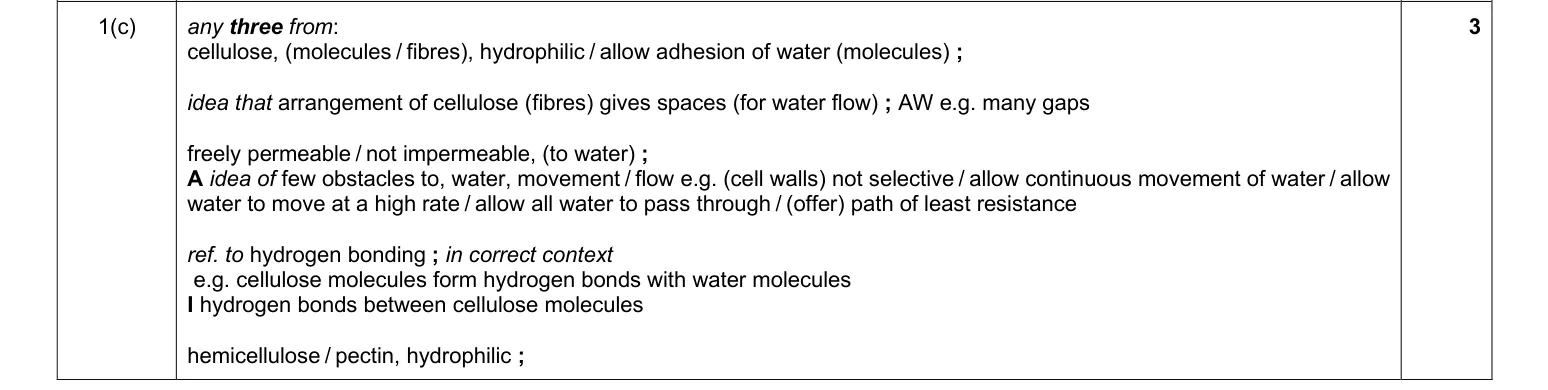 1(c)
any three from:
3
cellulose, (molecules / fibres), hydrophilic / allow adhesion of water (molecules) ;
idea that arrangement of cellulose (fibres) gives spaces (for water flow) ; AW e.g. many gaps
freely permeable / not impermeable, (to water) ;
A idea of few obstacles to, water, movement / flow e.g. (cell walls) not selective / allow continuous movement of water / allow
water to move at a high rate / allow all water to pass through / (offer) path of least resistance
ref. to hydrogen bonding ; in correct context
e.g. cellulose molecules form hydrogen bonds with water molecules
I hydrogen bonds between cellulose molecules
hemicellulose / pectin, hydrophilic ;